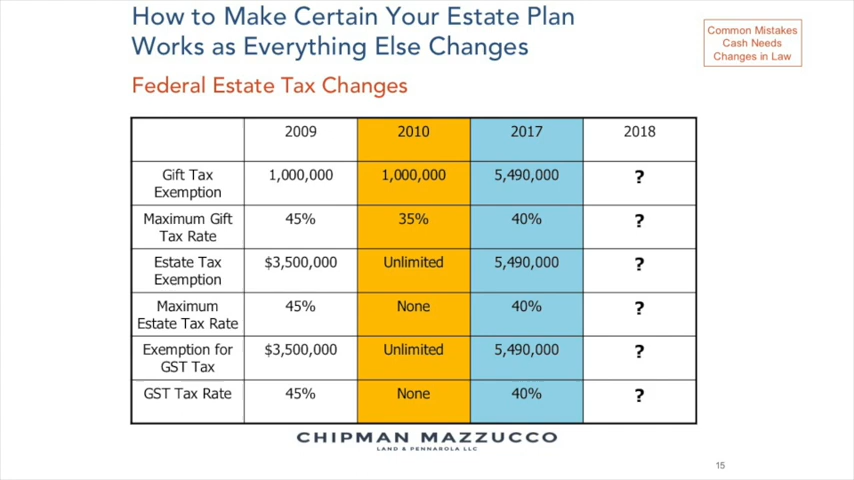 How to Make Certain Your Estate Plan
Works as Everything Else Changes
Common Mistakes
Cash Needs
Changes in Law
Federal Estate Tax Changes
2009 2010 2017 2018
Gift Tax
Exemption
1,000,000 1,000,000 5,490,000 ?
Maximum Gift
Tax Rate
45% 35% 40% ?
Estate Tax
Exemption
$3,500,000 Unlimited 5,490,000 ?
Maximum
Estate Tax Rate
45% None 40% ?
Exemption for
GST Tax
$3,500,000 Unlimited 5,490,000 ?
GST Tax Rate 45% None 40% ?
CHIPMAN MAZZUCCO
LAND & PENNAROLA LLC
15